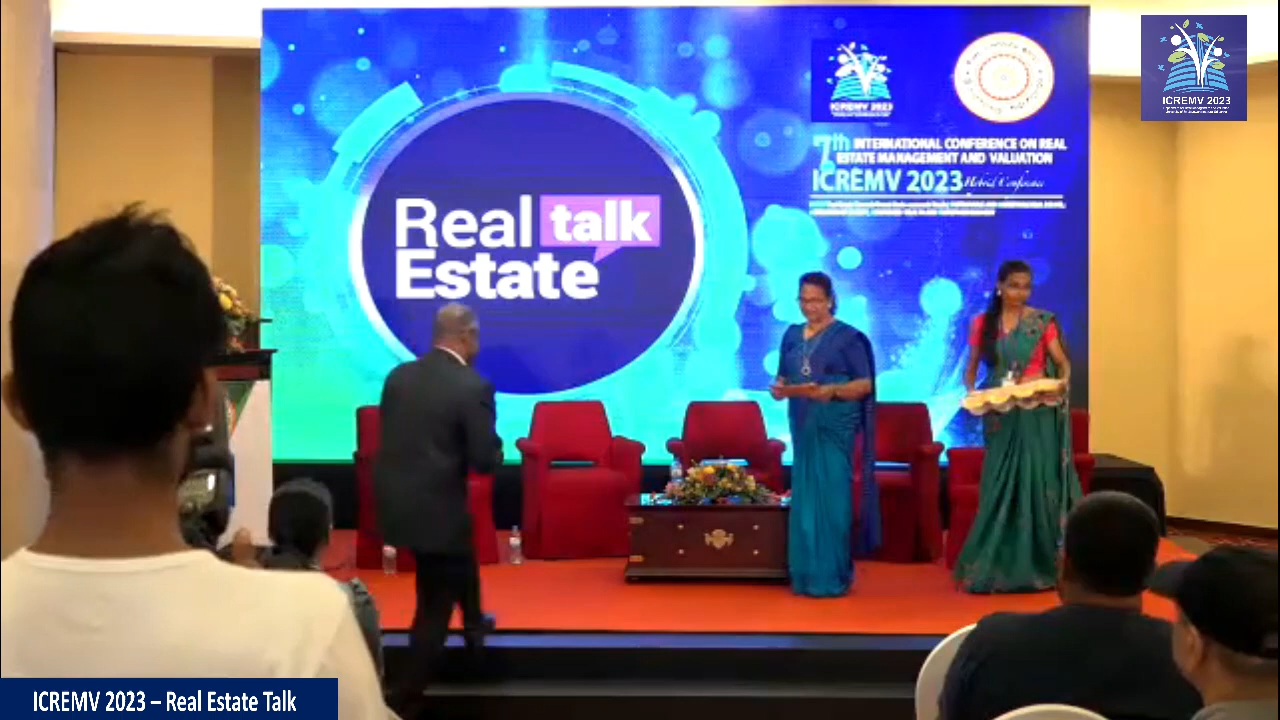 Real talk
Estate
ICREMV 2023
7th INTERNATIONAL CONFERENCE ON REAL
ESTATE MANAGEMENT AND VALUATION
ICREMV 2023 Hybrid Conference
ICREMV 2023
ICREMV 2023 – Real Estate Talk